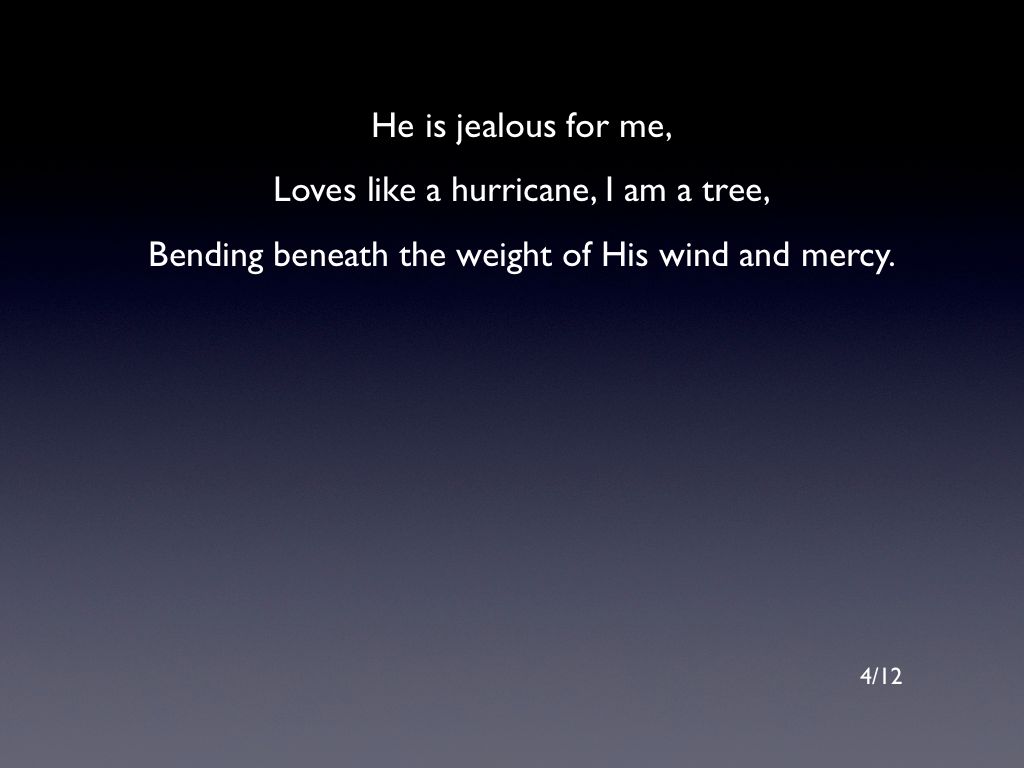 He is jealous for me,
Loves like a hurricane, I am a tree,
Bending beneath the weight of His wind and mercy.
4/12